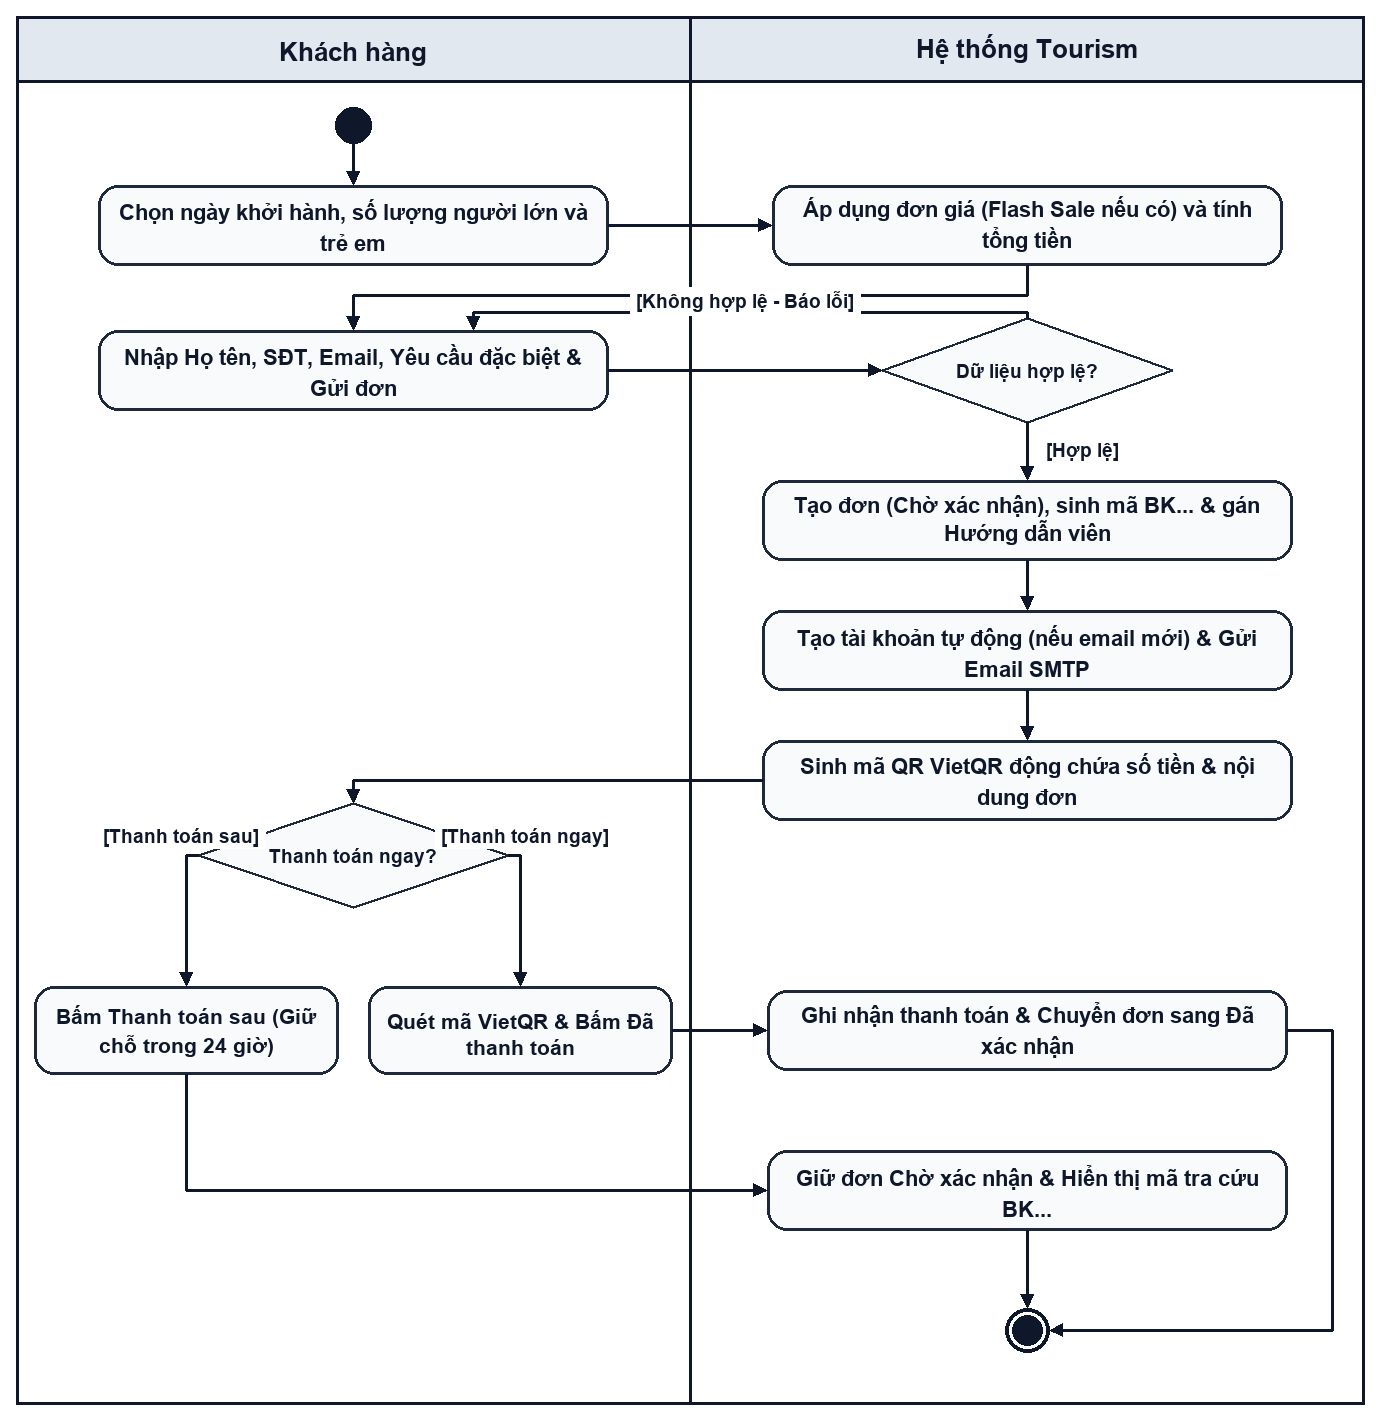 Khách hàng
Hệ thống Tourism
Chọn ngày khởi hành, số lượng người lớn và
trẻ em
Áp dụng đơn giá (Flash Sale nếu có) và tính
tổng tiền
[Không hợp lệ - Báo lỗi]
Nhập Họ tên, SĐT, Email, Yêu cầu đặc biệt &
Gửi đơn
Dữ liệu hợp lệ?
[Hợp lệ]
Tạo đơn (Chờ xác nhận), sinh mã BK... & gán
Hướng dẫn viên
Tạo tài khoản tự động (nếu email mới) & Gửi
Email SMTP
Sinh mã QR VietQR động chứa số tiền & nội
dung đơn
[Thanh toán sau]
[Thanh toán ngay]
Thanh toán ngay?
Bấm Thanh toán sau (Giữ
chỗ trong 24 giờ)
Quét mã VietQR & Bấm Đã
thanh toán
Ghi nhận thanh toán & Chuyển đơn sang Đã
xác nhận
Giữ đơn Chờ xác nhận & Hiển thị mã tra cứu
BK...